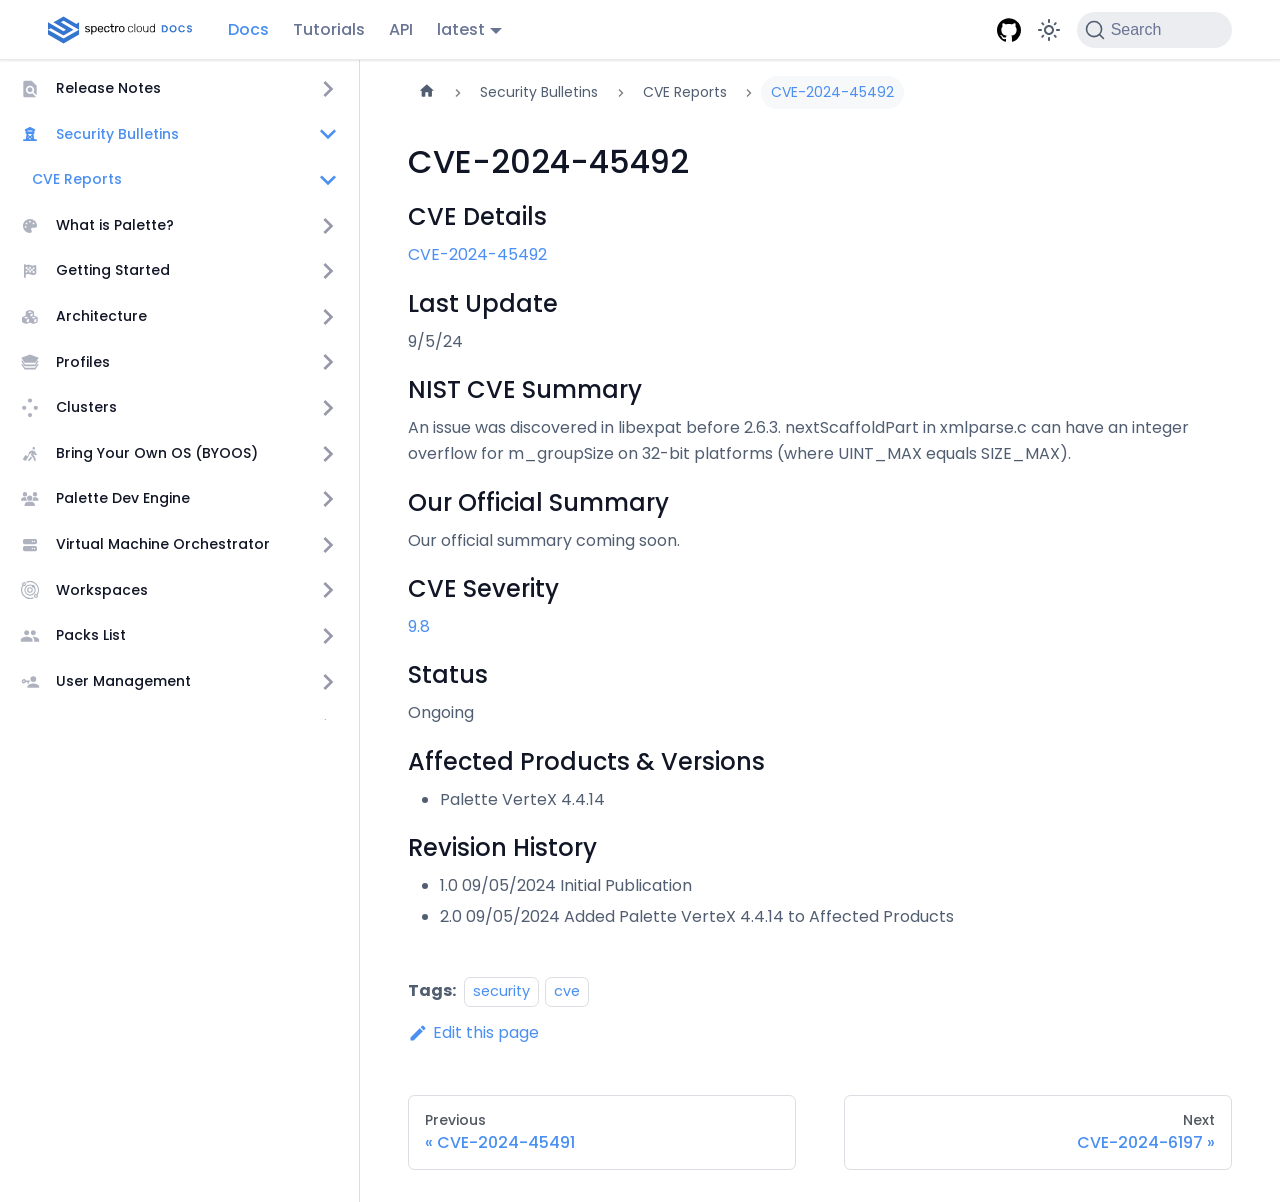 spectro cloud DOCS Docs Tutorials API latest Search
Release Notes
Security Bulletins
CVE Reports
What is Palette?
Getting Started
Architecture
Profiles
Clusters
Bring Your Own OS (BYOOS)
Palette Dev Engine
Virtual Machine Orchestrator
Workspaces
Packs List
User Management
Security Bulletins CVE Reports CVE-2024-45492
CVE-2024-45492
CVE Details
CVE-2024-45492
Last Update
9/5/24
NIST CVE Summary
An issue was discovered in libexpat before 2.6.3. nextScaffoldPart in xmlparse.c can have an integer
overflow for m_groupSize on 32-bit platforms (where UINT_MAX equals SIZE_MAX).
Our Official Summary
Our official summary coming soon.
CVE Severity
9.8
Status
Ongoing
Affected Products & Versions
Palette VerteX 4.4.14
Revision History
1.0 09/05/2024 Initial Publication
2.0 09/05/2024 Added Palette VerteX 4.4.14 to Affected Products
Tags: security cve
Edit this page
Previous
« CVE-2024-45491
Next
CVE-2024-6197 »